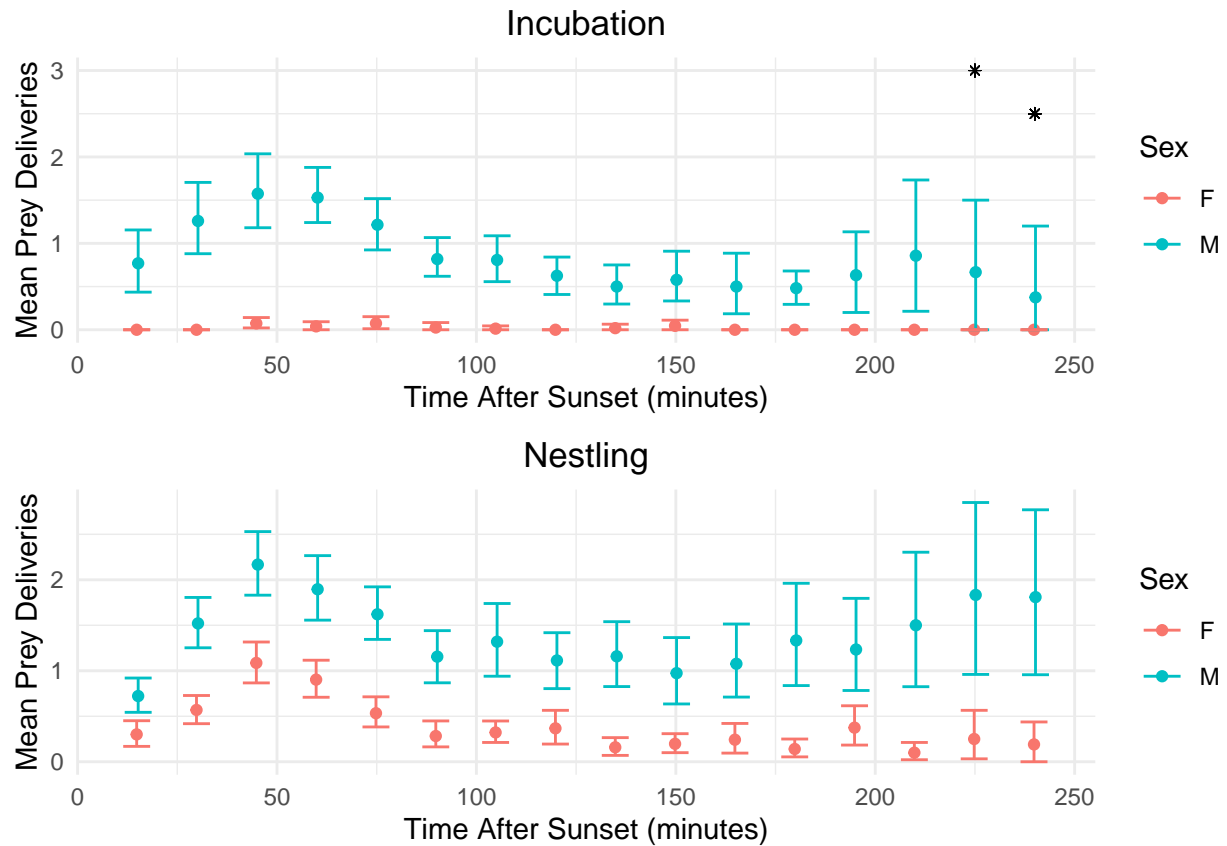 Incubation
Mean Prey Deliveries
3
2
1
0
0
50
100
150
200
250
Time After Sunset (minutes)
*
*
Sex
F
M
Nestling
Mean Prey Deliveries
2
1
0
0
50
100
150
200
250
Time After Sunset (minutes)
Sex
F
M